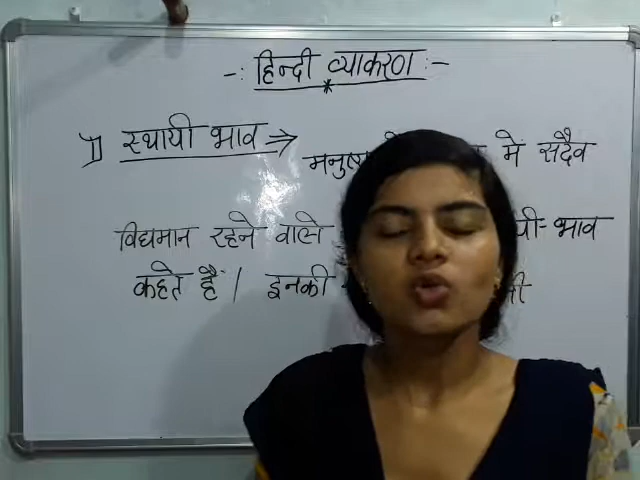 -: हिन्दी व्याकरण :-
1) स्थायी भाव ⇒ में सदैव
विद्यमान रहने वाले भाव
कहते हैं। इनकी